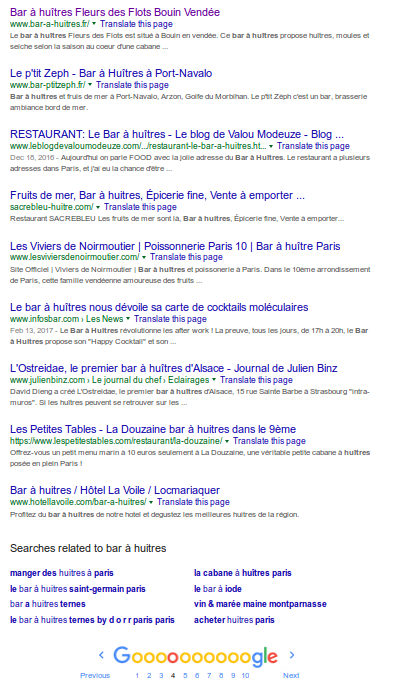 Bar à huîtres Fleurs des Flots Bouin Vendée
www.bar-a-huitres.fr/ ▾ Translate this page
Le bar à huîtres Fleurs des Flots est situé à Bouin en vendée. Ce bar à huîtres propose huîtres, moules et
seiche selon la saison au coeur d'une cabane ...
Le p'tit Zeph - Bar à Huîtres à Port-Navalo
www.bar-ptitzeph.fr/ ▾ Translate this page
Bar à huîtres et fruis de mer à Port-Navalo, Arzon, Golfe du Morbihan. Le p'tit Zéph c'est un bar, brasserie
ambiance bord de mer.
RESTAURANT: Le Bar à huîtres - Le blog de Valou Modeuze - Blog ...
www.leblogdevaloumodeuze.com/.../restaurant-le-bar-a-huitres.ht... ▾ Translate this page
Dec 16, 2016 - Aujourd'hui on parle FOOD avec la jolie adresse du Bar à Huîtres. Le restaurant a plusieurs
adresses dans Paris, et j'ai eu la chance d'être ...
Fruits de mer, Bar à huitres, Épicerie fine, Vente à emporter ...
sacrebleu-huitre.com/ ▾ Translate this page
Restaurant SACREBLEU Les fruits de mer sont là, Bar à huitres, Épicerie fine, Vente à emporter...
Les Viviers de Noirmoutier | Poissonnerie Paris 10 | Bar à huître Paris
www.lesviviersdenoirmoutier.com/ ▾ Translate this page
Site Officiel | Viviers de Noirmoutier | Bar à huîtres et poissonerie à Paris. Dans le 10ème arrondissement
de Paris, cette famille vendéenne amoureuse des fruits ...
Le bar à huîtres nous dévoile sa carte de cocktails moléculaires
www.infosbar.com › Les News ▾ Translate this page
Feb 13, 2017 - Le Bar à Huîtres révolutionne les after work ! La preuve, tous les jours, de 17h à 20h, le Bar
à Huîtres propose son "Happy Cocktail" et son ...
L'Ostreidae, le premier bar à huîtres d'Alsace - Journal de Julien Binz
www.julienbinz.com › Le journal du chef › Eclairages ▾ Translate this page
David Dieng a créé L'Ostreidae, le premier bar à huîtres d'Alsace, 15 rue Sainte Barbe à Strasbourg "intra-
muros". Si les huîtres peuvent se retrouver sur les ...
Les Petites Tables - La Douzaine bar à huîtres dans le 9ème
https://www.lespetitestables.com/restaurant/la-douzaine/ ▾ Translate this page
Offrez-vous un petit menu marin à 10 euros seulement à La Douzaine, une véritable petite cabane à huîtres
posée en plein Paris !
Bar à huitres / Hôtel La Voile / Locmariaquer
www.hotellavoile.com/bar-a-huitres/ ▾ Translate this page
Profitez du bar à huîtres de notre hotel et degustez les meilleures huitres de la région.
Searches related to bar à huitres
manger des huitres à paris
la cabane à huîtres paris
le bar à huîtres saint-germain paris
le bar à iode
bar a huitres ternes
vin & marée maine montparnasse
le bar à huîtres ternes by d o r r paris paris
acheter huitres paris
‹ Goooooooooogle ›
Previous 1 2 3 4 5 6 7 8 9 10 Next